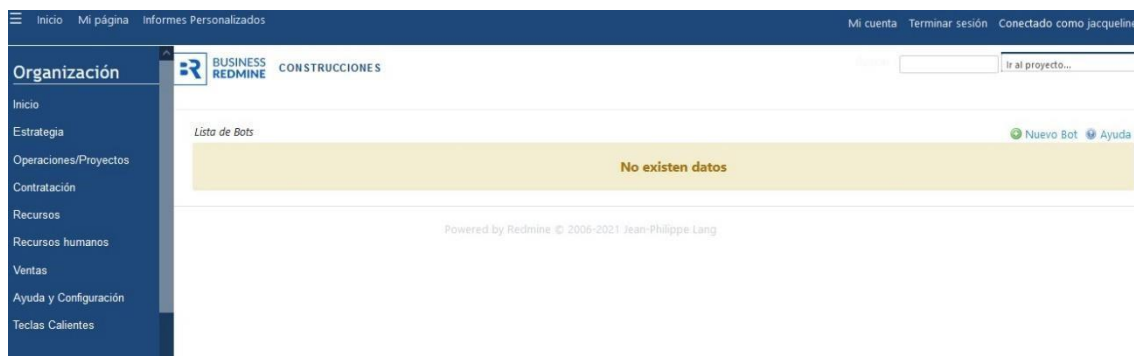 ☰ Inicio Mi página Informes Personalizados Mi cuenta Terminar sesión Conectado como jacqueline
Organización
BUSINESS
REDMINE
CONSTRUCCIONES
Ir al proyecto...
Inicio
Estrategia
Operaciones/Proyectos
Contratación
Recursos
Recursos humanos
Ventas
Ayuda y Configuración
Teclas Calientes
Lista de Bots
Nuevo Bot Ayuda
No existen datos
Powered by Redmine © 2006-2021 Jean-Philippe Lang